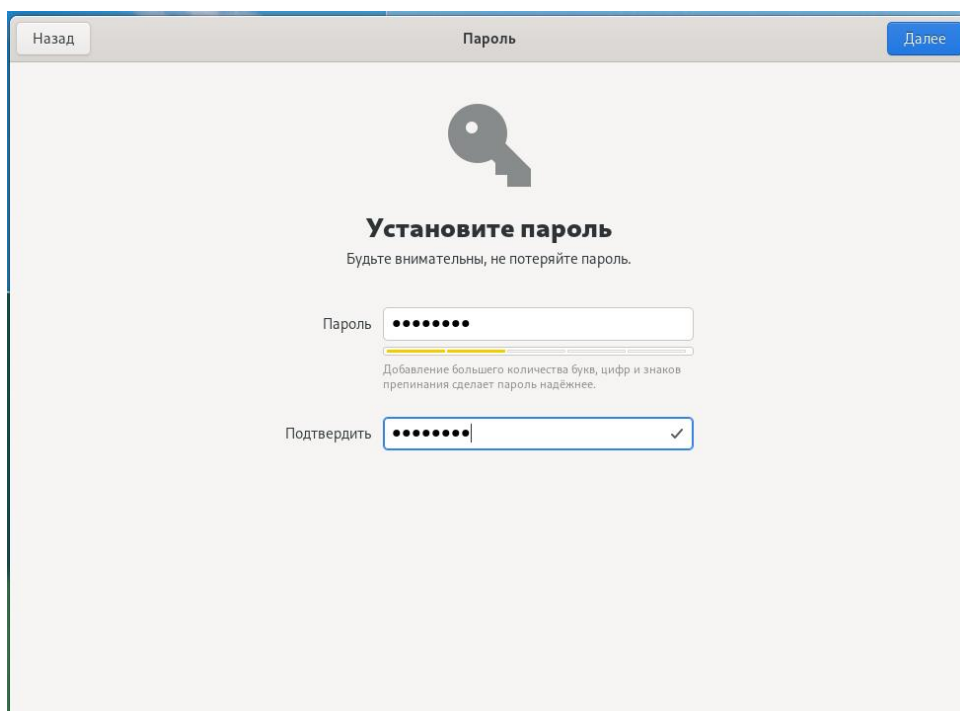 Назад
Пароль
Далее
Установите пароль
Будьте внимательны, не потеряйте пароль.
Пароль ●●●●●●●●
Добавление большего количества букв, цифр и знаков
препинания сделает пароль надёжнее.
Подтвердить ●●●●●●●●